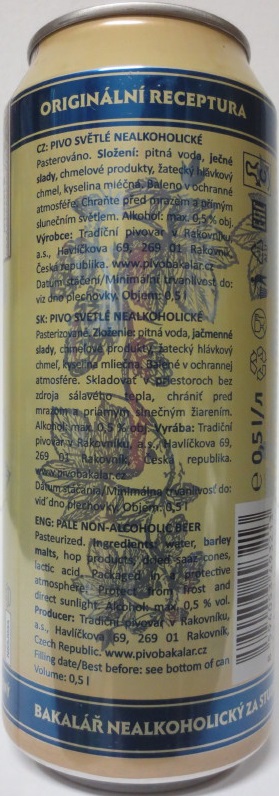 ORIGINÁLNÍ RECEPTURA
CZ: PIVO SVĚTLÉ NEALKOHOLICKÉ
Pasterováno. Složení: pitná voda, ječné
slady, chmelové produkty, žatecký hlávkový
chmel, kyselina mléčná. Baleno v ochranné
atmosféře. Chraňte před mrazem a přímým
slunečním světlem. Alkohol: max. 0,5 % obj.
Výrobce: Tradiční pivovar v Rakovníku,
a.s., Havlíčkova 69, 269 01 Rakovník,
Česká republika. www.pivobakalar.cz
Datum stáčení/Minimální trvanlivost do:
viz dno plechovky. Objem: 0,5 l
SK: PIVO SVETLÉ NEALKOHOLICKÉ
Pasterizované. Zloženie: pitná voda, jačmenné
slady, chmeľové produkty, žatecký hlávkový
chmeľ, kyselina mliečna. Balené v ochrannej
atmosfére. Skladovať v priestoroch bez
zdroja sálavého tepla, chrániť pred
mrazom a priamym slnečným žiarením.
Alkohol: max. 0,5 % obj. Výrába: Tradiční
pivovar v Rakovníku, a.s., Havlíčkova 69,
269 01 Rakovník, Česká republika.
www.pivobakalar.cz
Dátum stáčania/Minimálna trvanlivosť do:
viď dno plechovky. Objem: 0,5 l
ENG: PALE NON-ALCOHOLIC BEER
Pasteurized. Ingredients: water, barley
malts, hop products, dried saaz cones,
lactic acid. Packaged in a protective
atmosphere. Protect from frost and
direct sunlight. Alcohol: max. 0,5 % vol.
Producer: Tradiční pivovar v Rakovníku,
a.s., Havlíčkova 69, 269 01 Rakovník,
Czech Republic. www.pivobakalar.cz
Filling date/Best before: see bottom of can
Volume: 0,5 l
e 0,5 l/л
BAKALÁŘ NEALKOHOLICKÝ ZA